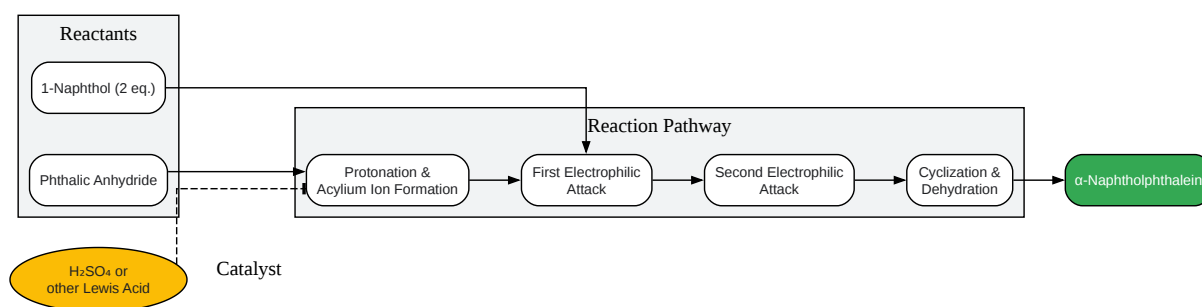 Reactants
1-Naphthol (2 eq.)
Reaction Pathway
Phthalic Anhydride
Protonation &
Acylium Ion Formation
First Electrophilic
Attack
Second Electrophilic
Attack
Cyclization &
Dehydration
α-Naphtholphthalein
H₂SO₄ or
other Lewis Acid
Catalyst